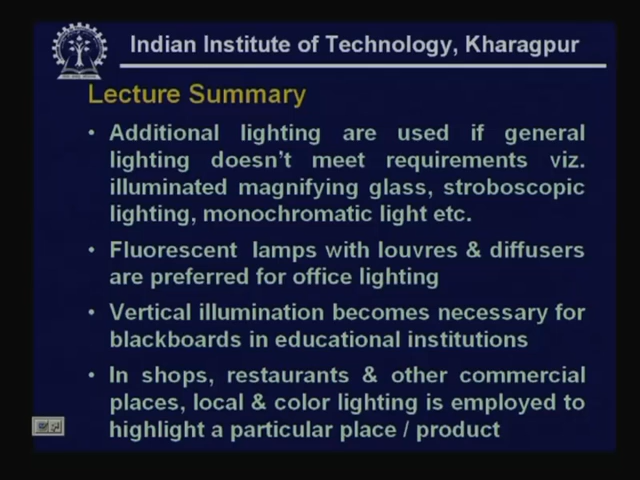 Indian Institute of Technology, Kharagpur
Lecture Summary
• Additional lighting are used if general
lighting doesn't meet requirements viz.
illuminated magnifying glass, stroboscopic
lighting, monochromatic light etc.
• Fluorescent lamps with louvres & diffusers
are preferred for office lighting
• Vertical illumination becomes necessary for
blackboards in educational institutions
• In shops, restaurants & other commercial
places, local & color lighting is employed to
highlight a particular place / product